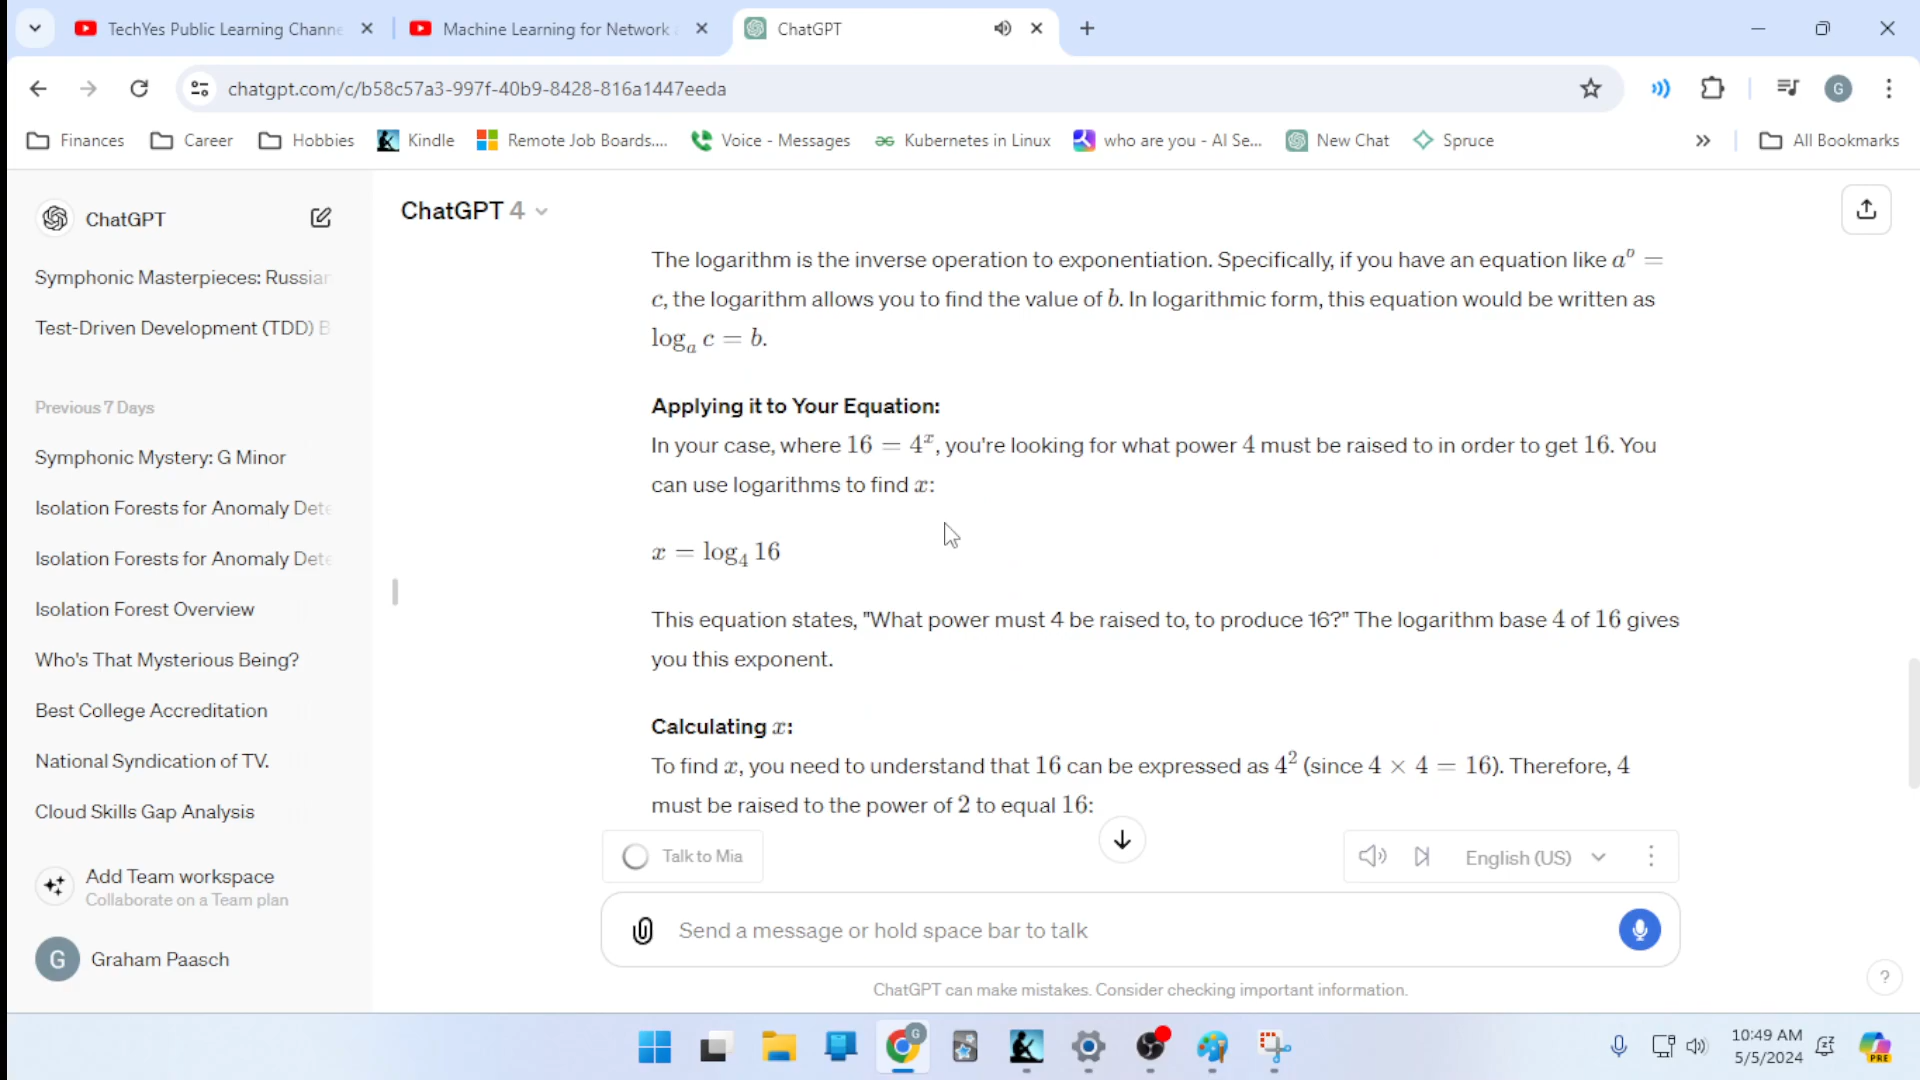 TechYes Public Learning Channe
Machine Learning for Network
ChatGPT
chatgpt.com/c/b58c57a3-997f-40b9-8428-816a1447eeda
G
Finances
Career
Hobbies
Kindle
Remote Job Boards....
Voice - Messages
Kubernetes in Linux
who are you - AI Se...
New Chat
Spruce
All Bookmarks
ChatGPT
Symphonic Masterpieces: Russian
Test-Driven Development (TDD) B
Previous 7 Days
Symphonic Mystery: G Minor
Isolation Forests for Anomaly Dete
Isolation Forests for Anomaly Dete
Isolation Forest Overview
Who's That Mysterious Being?
Best College Accreditation
National Syndication of TV.
Cloud Skills Gap Analysis
Add Team workspace
Collaborate on a Team plan
G
Graham Paasch
ChatGPT 4
The logarithm is the inverse operation to exponentiation. Specifically, if you have an equation like a^b =
c, the logarithm allows you to find the value of b. In logarithmic form, this equation would be written as
log_a c = b.
Applying it to Your Equation:
In your case, where 16 = 4^x, you're looking for what power 4 must be raised to in order to get 16. You
can use logarithms to find x:
x = log_4 16
This equation states, "What power must 4 be raised to, to produce 16?" The logarithm base 4 of 16 gives
you this exponent.
Calculating x:
To find x, you need to understand that 16 can be expressed as 4² (since 4 × 4 = 16). Therefore, 4
must be raised to the power of 2 to equal 16:
Talk to Mia
English (US)
Send a message or hold space bar to talk
ChatGPT can make mistakes. Consider checking important information.
?
G
10:49 AM
5/5/2024
PRE